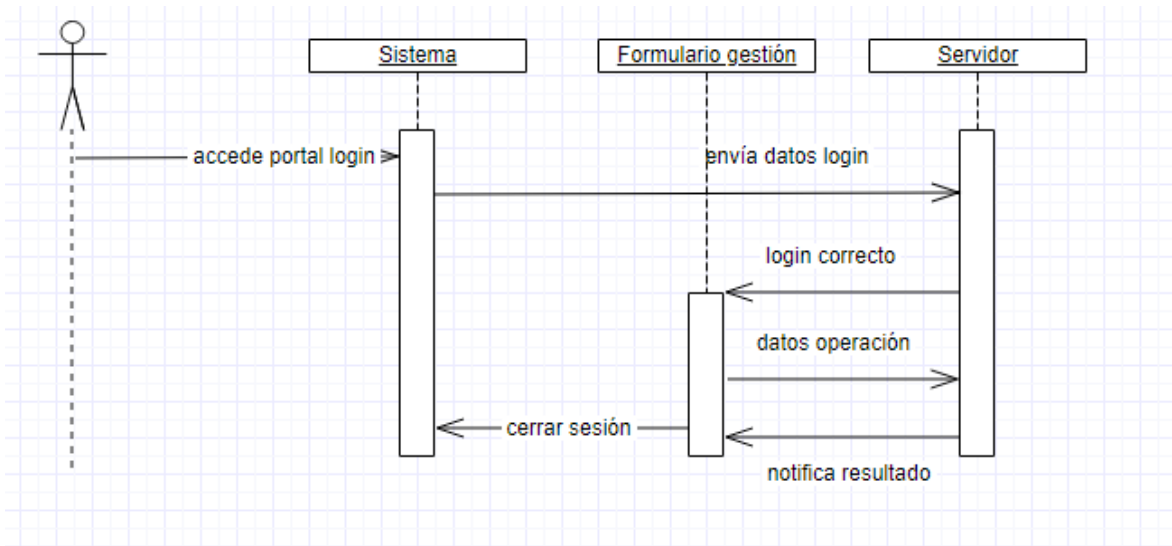 Sistema
Formulario gestión
Servidor
accede portal login
envía datos login
login correcto
datos operación
cerrar sesión
notifica resultado